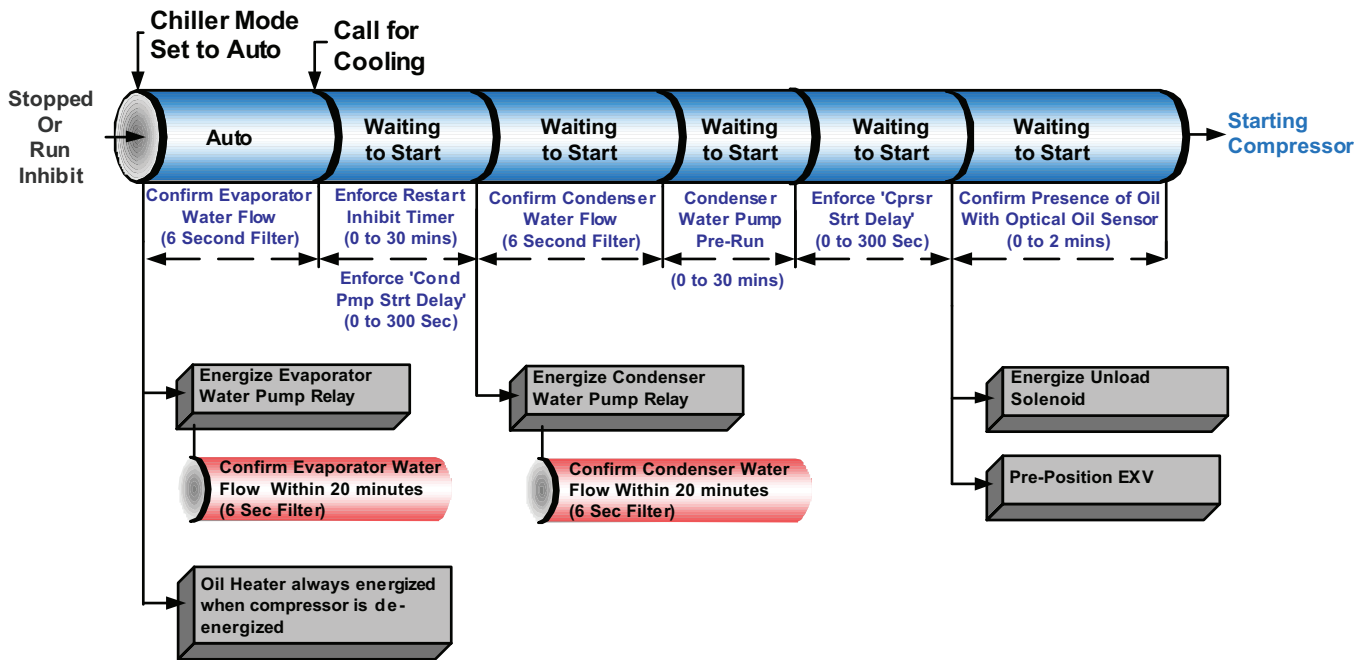 Chiller Mode
Set to Auto
Call for
Cooling
Stopped
Or
Run
Inhibit
Auto
Waiting
to Start
Waiting
to Start
Waiting
to Start
Waiting
to Start
Waiting
to Start
Starting
Compressor
Confirm Evaporator
Water Flow
(6 Second Filter)
Enforce Restart
Inhibit Timer
(0 to 30 mins)
Enforce 'Cond
Pmp Strt Delay'
(0 to 300 Sec)
Confirm Condenser
Water Flow
(6 Second Filter)
Condenser
Water Pump
Pre-Run
(0 to 30 mins)
Enforce 'Cprsr
Strt Delay'
(0 to 300 Sec)
Confirm Presence of Oil
With Optical Oil Sensor
(0 to 2 mins)
Energize Evaporator
Water Pump Relay
Confirm Evaporator Water
Flow Within 20 minutes
(6 Sec Filter)
Oil Heater always energized
when compressor is de-
energized
Energize Condenser
Water Pump Relay
Confirm Condenser Water
Flow Within 20 minutes
(6 Sec Filter)
Energize Unload
Solenoid
Pre-Position EXV